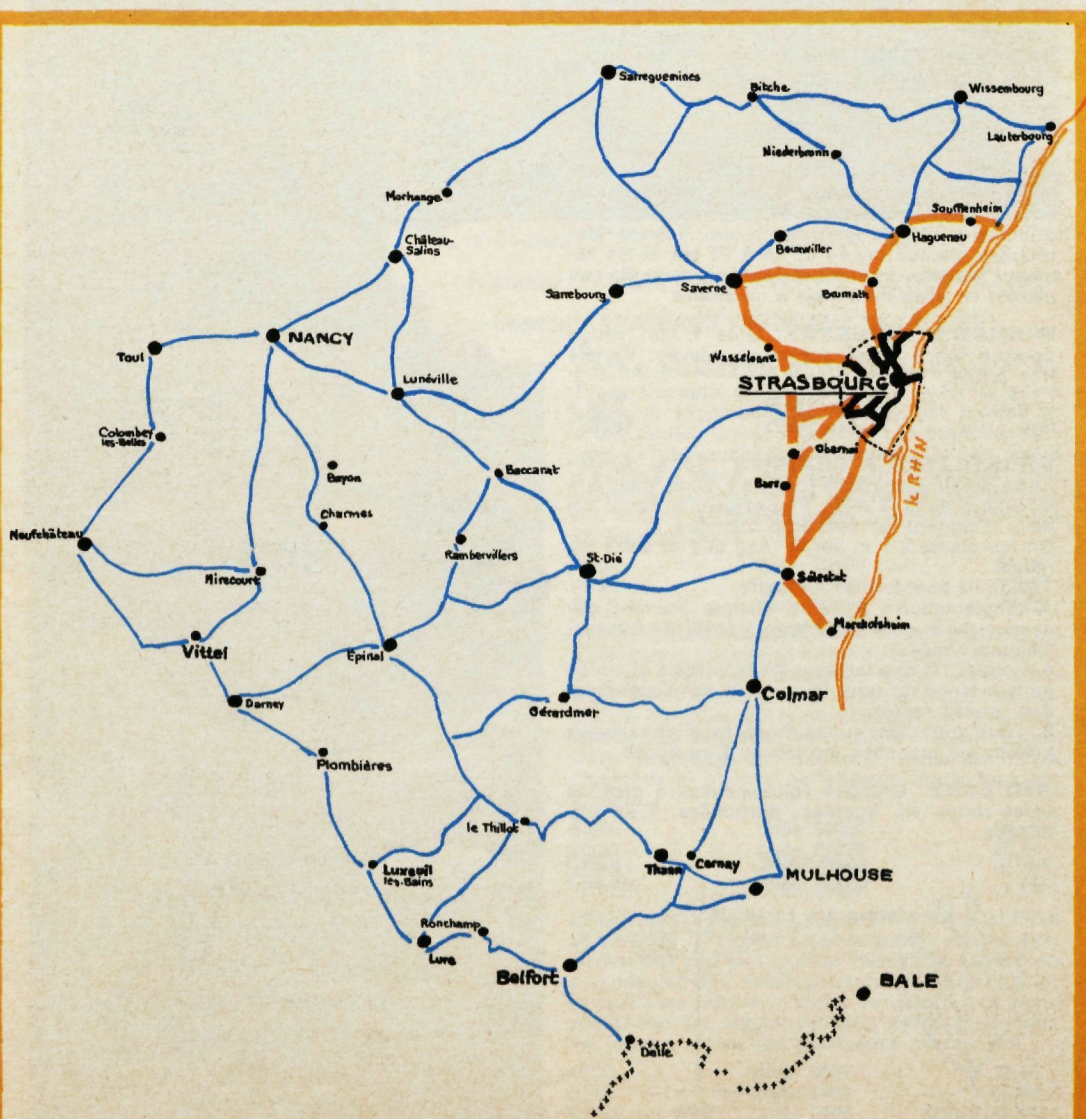 Sarreguemines
Bitche
Wissembourg
Lauterbourg
Niederbronn
Morhange
Soufflenheim
Château-
Salins
Bouxwiller
Haguenau
Sarrebourg
Saverne
Brumath
NANCY
Toul
Wasselonne
Lunéville
STRASBOURG
Colombey
les-Belles
Obernai
le RHIN
Bayon
Baccarat
Barr
Charmes
Neufchâteau
Rambervillers
St-Dié
Mirecourt
Sélestat
Marckolsheim
Vittel
Épinal
Darney
Gérardmer
Colmar
Plombières
le Thillot
Luxeuil
les-Bains
Thann
Cernay
MULHOUSE
Ronchamp
Lure
Belfort
BALE
Delle